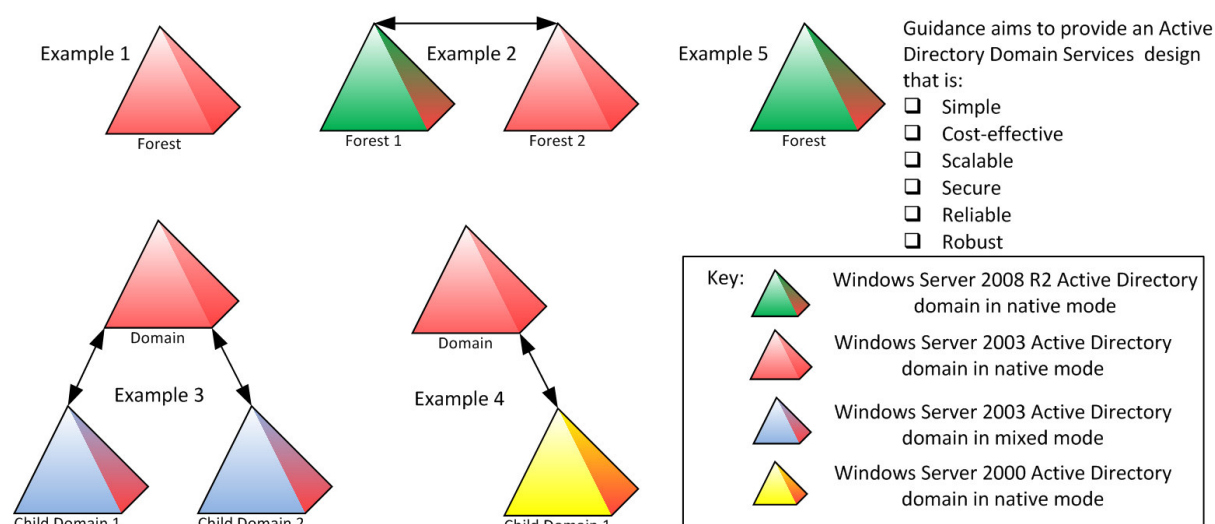 Example 1
Forest
Example 2
Forest 1
Forest 2
Example 5
Forest
Guidance aims to provide an Active
Directory Domain Services design
that is:
❑ Simple
❑ Cost-effective
❑ Scalable
❑ Secure
❑ Reliable
❑ Robust
Domain
Example 3
Child Domain 1
Child Domain 2
Domain
Example 4
Child Domain 1
Key:
Windows Server 2008 R2 Active Directory
domain in native mode
Windows Server 2003 Active Directory
domain in native mode
Windows Server 2003 Active Directory
domain in mixed mode
Windows Server 2000 Active Directory
domain in native mode